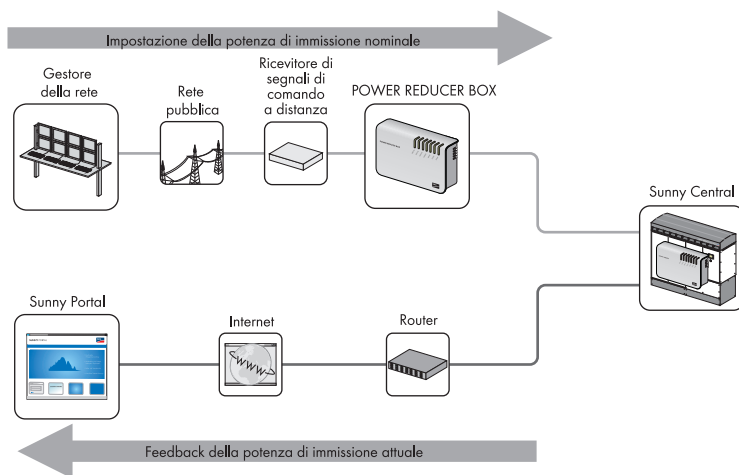 Impostazione della potenza di immissione nominale
Gestore
della rete
Rete
pubblica
Ricevitore di
segnali di
comando
a distanza
POWER REDUCER BOX
Sunny Central
Sunny Portal
Internet
WWW
Router
Feedback della potenza di immissione attuale